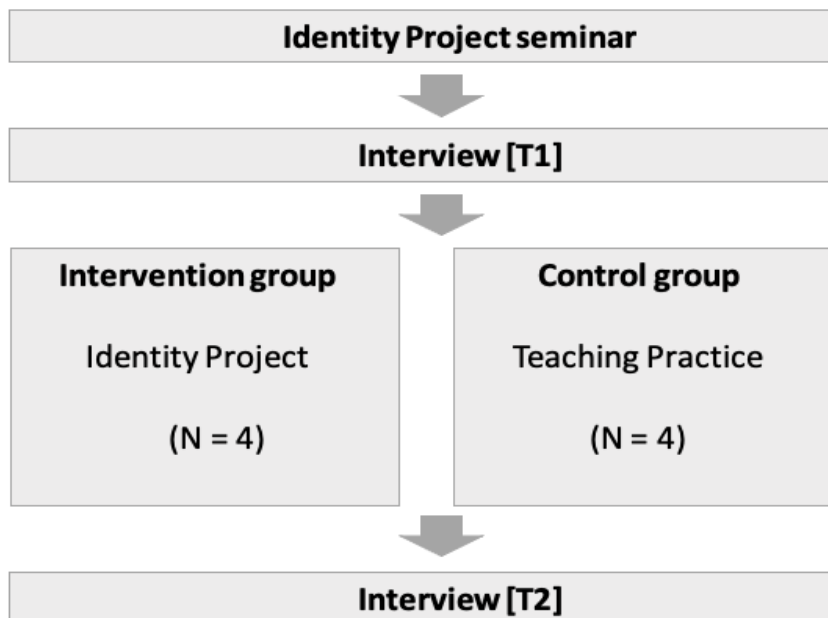 Identity Project seminar
Interview [T1]
Intervention group
Identity Project
(N = 4)
Control group
Teaching Practice
(N = 4)
Interview [T2]